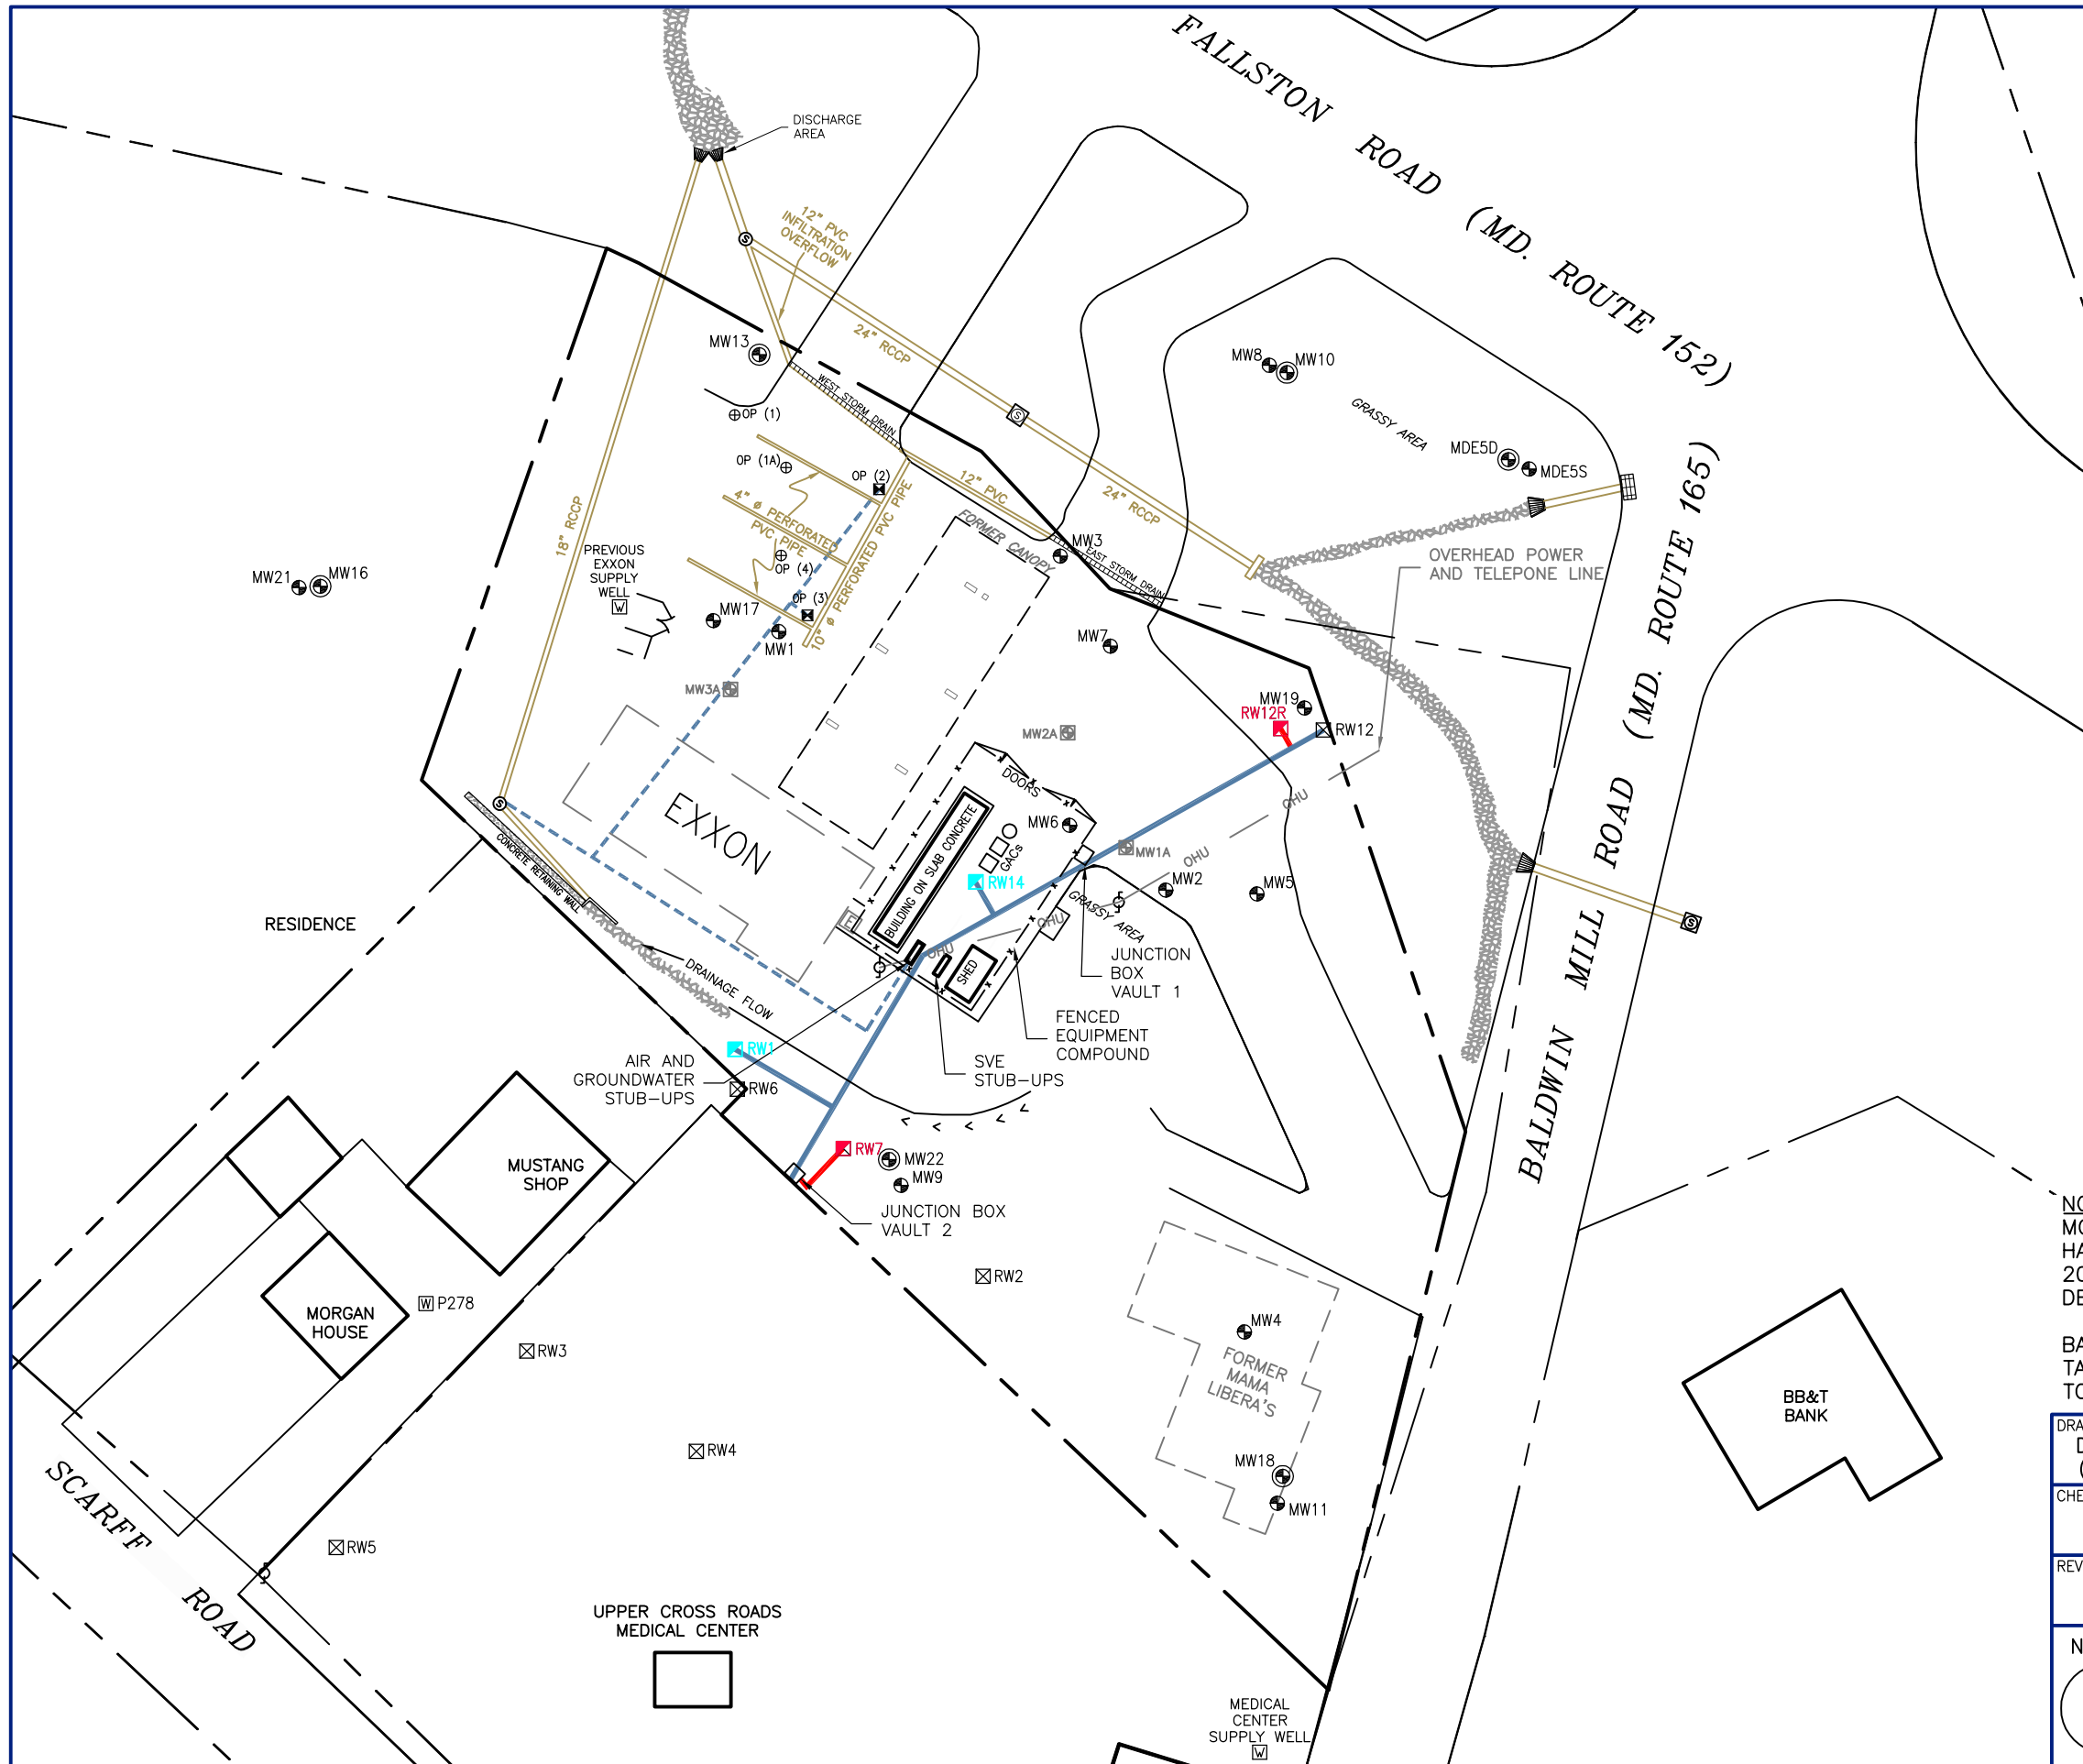 FALLSTON ROAD (MD. ROUTE 152)
DISCHARGE
AREA
12" PVC
INFILTRATION
OVERFLOW
24" RCCP
MW13
WEST STORM DRAIN
OP (1)
OP (1A)
OP (2)
4" ø PERFORATED
PVC PIPE
OP (4)
OP (3)
10" ø PERFORATED PVC PIPE
12" PVC
24" RCCP
18" RCCP
MW8
MW10
GRASSY AREA
MDE5D
MDE5S
FORMER CANOPY
MW3
EAST STORM DRAIN
OVERHEAD POWER
AND TELEPONE LINE
BALDWIN MILL ROAD (MD. ROUTE 165)
PREVIOUS
EXXON
SUPPLY
WELL
W
MW21
MW16
MW17
MW1
MW7
MW3A
MW2A
MW19
RW12R
RW12
EXXON
DOORS
MW6
BUILDING ON SLAB CONCRETE
GACs
RW14
MW1A
OHU
OHU
OHU
OHU
MW2
MW5
GRASSY AREA
E
SHED
CONCRETE RETAINING WALL
RESIDENCE
DRAINAGE FLOW
JUNCTION
BOX
VAULT 1
FENCED
EQUIPMENT
COMPOUND
SVE
STUB-UPS
AIR AND
GROUNDWATER
STUB-UPS
RW1
RW6
RW7
MW22
MW9
JUNCTION BOX
VAULT 2
MUSTANG
SHOP
MORGAN
HOUSE
W P278
RW2
RW3
RW4
RW5
MW4
FORMER
MAMA
LIBERA'S
MW18
MW11
BB&T
BANK
SCARFF ROAD
UPPER CROSS ROADS
MEDICAL CENTER
MEDICAL
CENTER
SUPPLY WELL
W
S
S
S
S